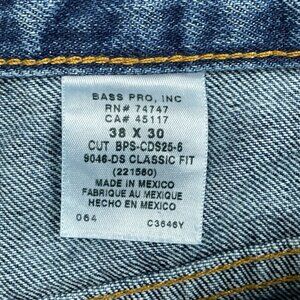 BASS PRO, INC
RN# 74747
CA# 45117
38 X 30
CUT BPS-CDS25-6
9046-DS CLASSIC FIT
(221560)
MADE IN MEXICO
FABRIQUE AU MEXIQUE
HECHO EN MEXICO
064 C3646Y